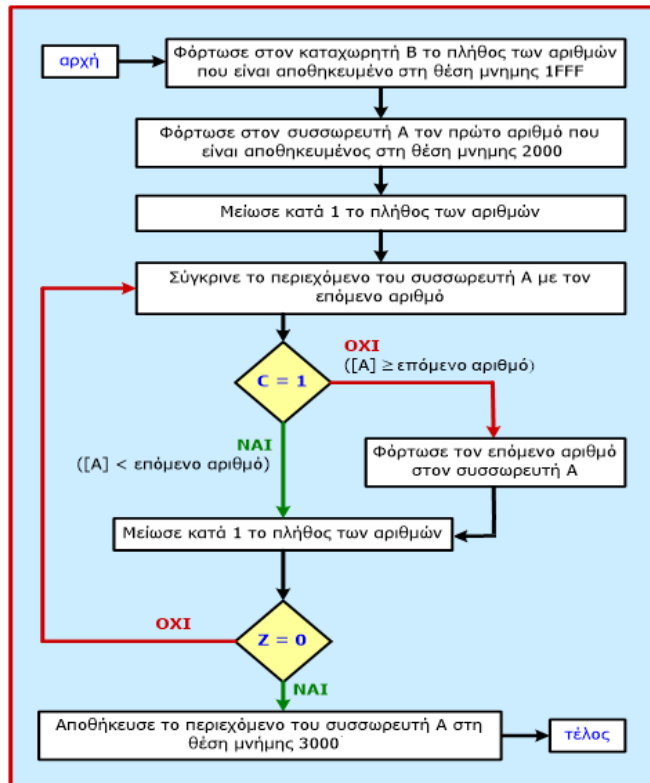 αρχή
Φόρτωσε στον καταχωρητή Β το πλήθος των αριθμών
που είναι αποθηκευμένο στη θέση μνημης 1FFF
Φόρτωσε στον συσσωρευτή Α τον πρώτο αριθμό που
είναι αποθηκευμένος στη θέση μνημης 2000
Μείωσε κατά 1 το πλήθος των αριθμών
Σύγκρινε το περιεχόμενο του συσσωρευτή Α με τον
επόμενο αριθμό
C = 1
ΟΧΙ
([Α] ≥ επόμενο αριθμό)
ΝΑΙ
([Α] < επόμενο αριθμό)
Φόρτωσε τον επόμενο αριθμό
στον συσσωρευτή Α
Μείωσε κατά 1 το πλήθος των αριθμών
ΟΧΙ
Z = 0
ΝΑΙ
Αποθήκευσε το περιεχόμενο του συσσωρευτή Α στη
θέση μνήμης 3000
τέλος